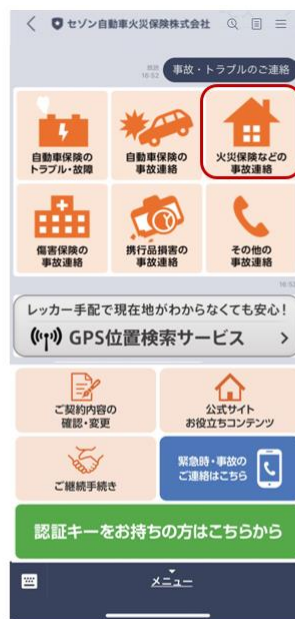 セゾン自動車火災保険株式会社
事故・トラブルのご連絡
既読
16:52
自動車保険の
トラブル・故障
自動車保険の
事故連絡
火災保険などの
事故連絡
傷害保険の
事故連絡
携行品損害の
事故連絡
その他の
事故連絡
16:52
レッカー手配で現在地がわからなくても安心!
GPS位置検索サービス
ご契約内容の
確認・変更
公式サイト
お役立ちコンテンツ
ご継続手続き
緊急時・事故の
ご連絡はこちら
認証キーをお持ちの方はこちらから
メニュー